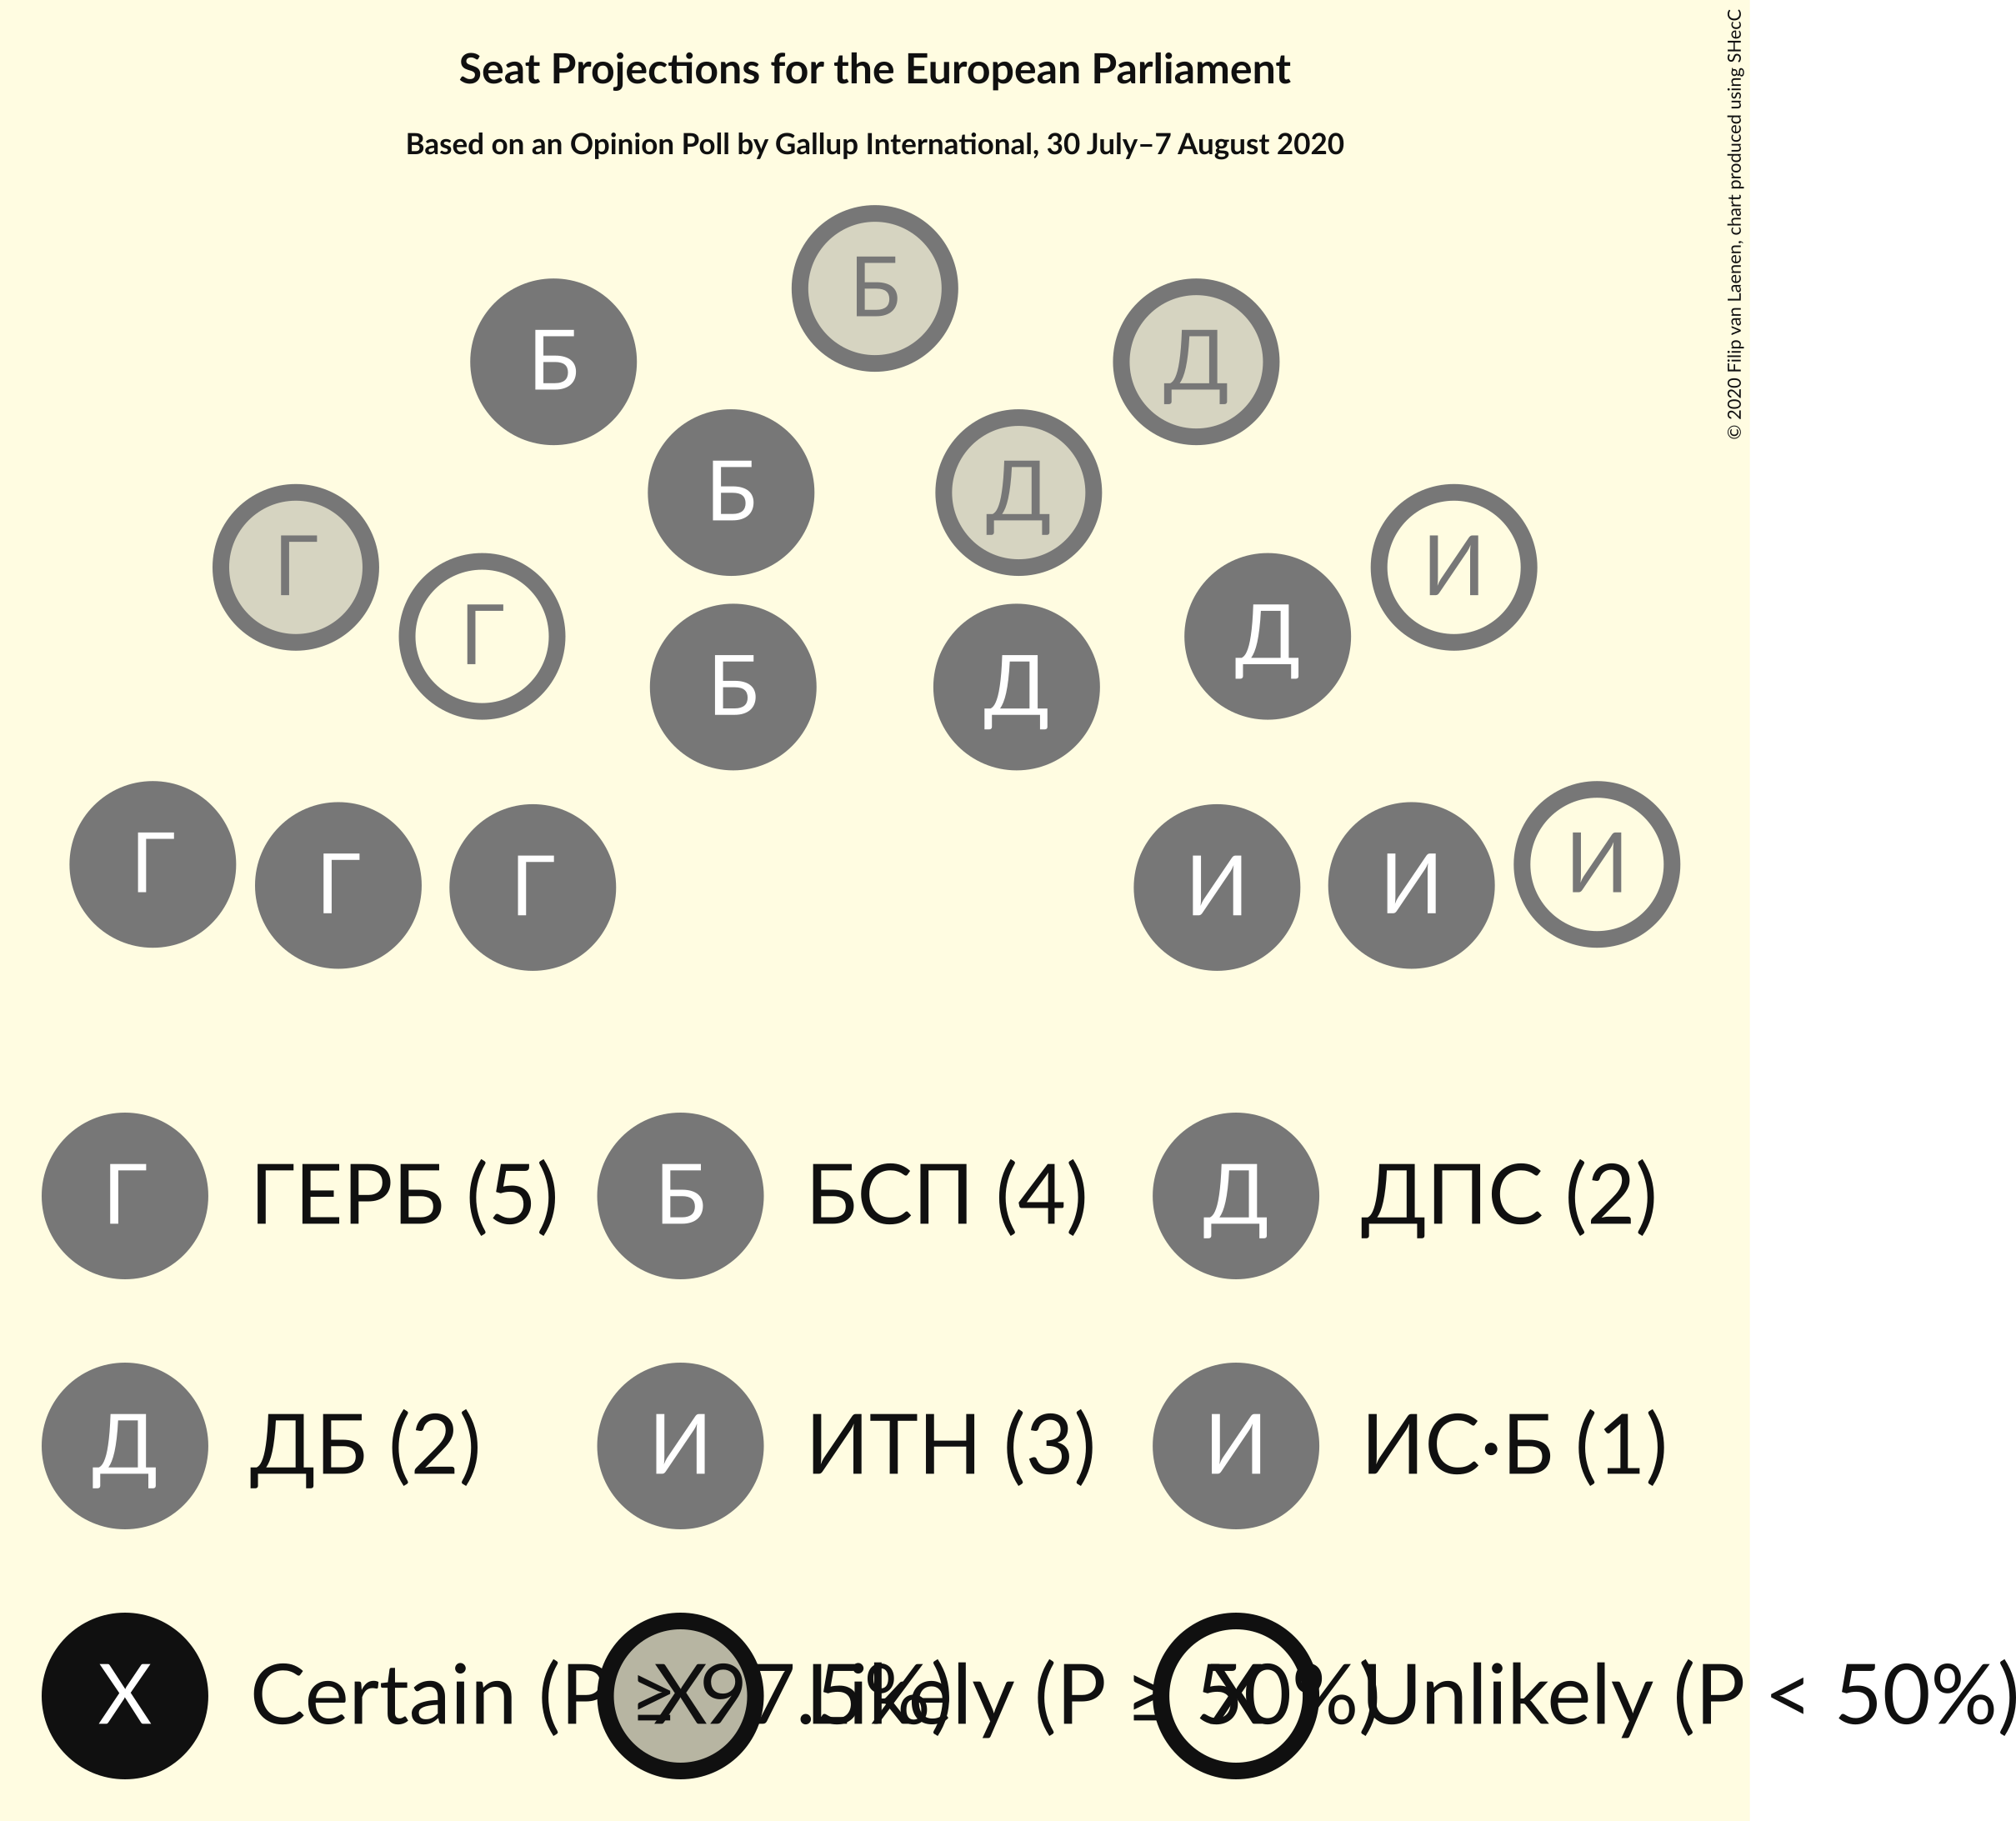 Seat Projections for the European Parliament
Based on an Opinion Poll by Gallup International, 30 July–7 August 2020
© 2020 Filip van Laenen, chart produced using SHecC
Б
Б Д
Б Д
Г И
Г Д
Б Д
Г И
Г И
Г И
Г ГЕРБ (5) Б БСП (4) Д ДПС (2)
Д ДБ (2) И ИТН (3) И ИС•Б (1)
X Certain (P ≥ 97.5%) X Likely (P ≥ 50%) X Unlikely (P < 50%)